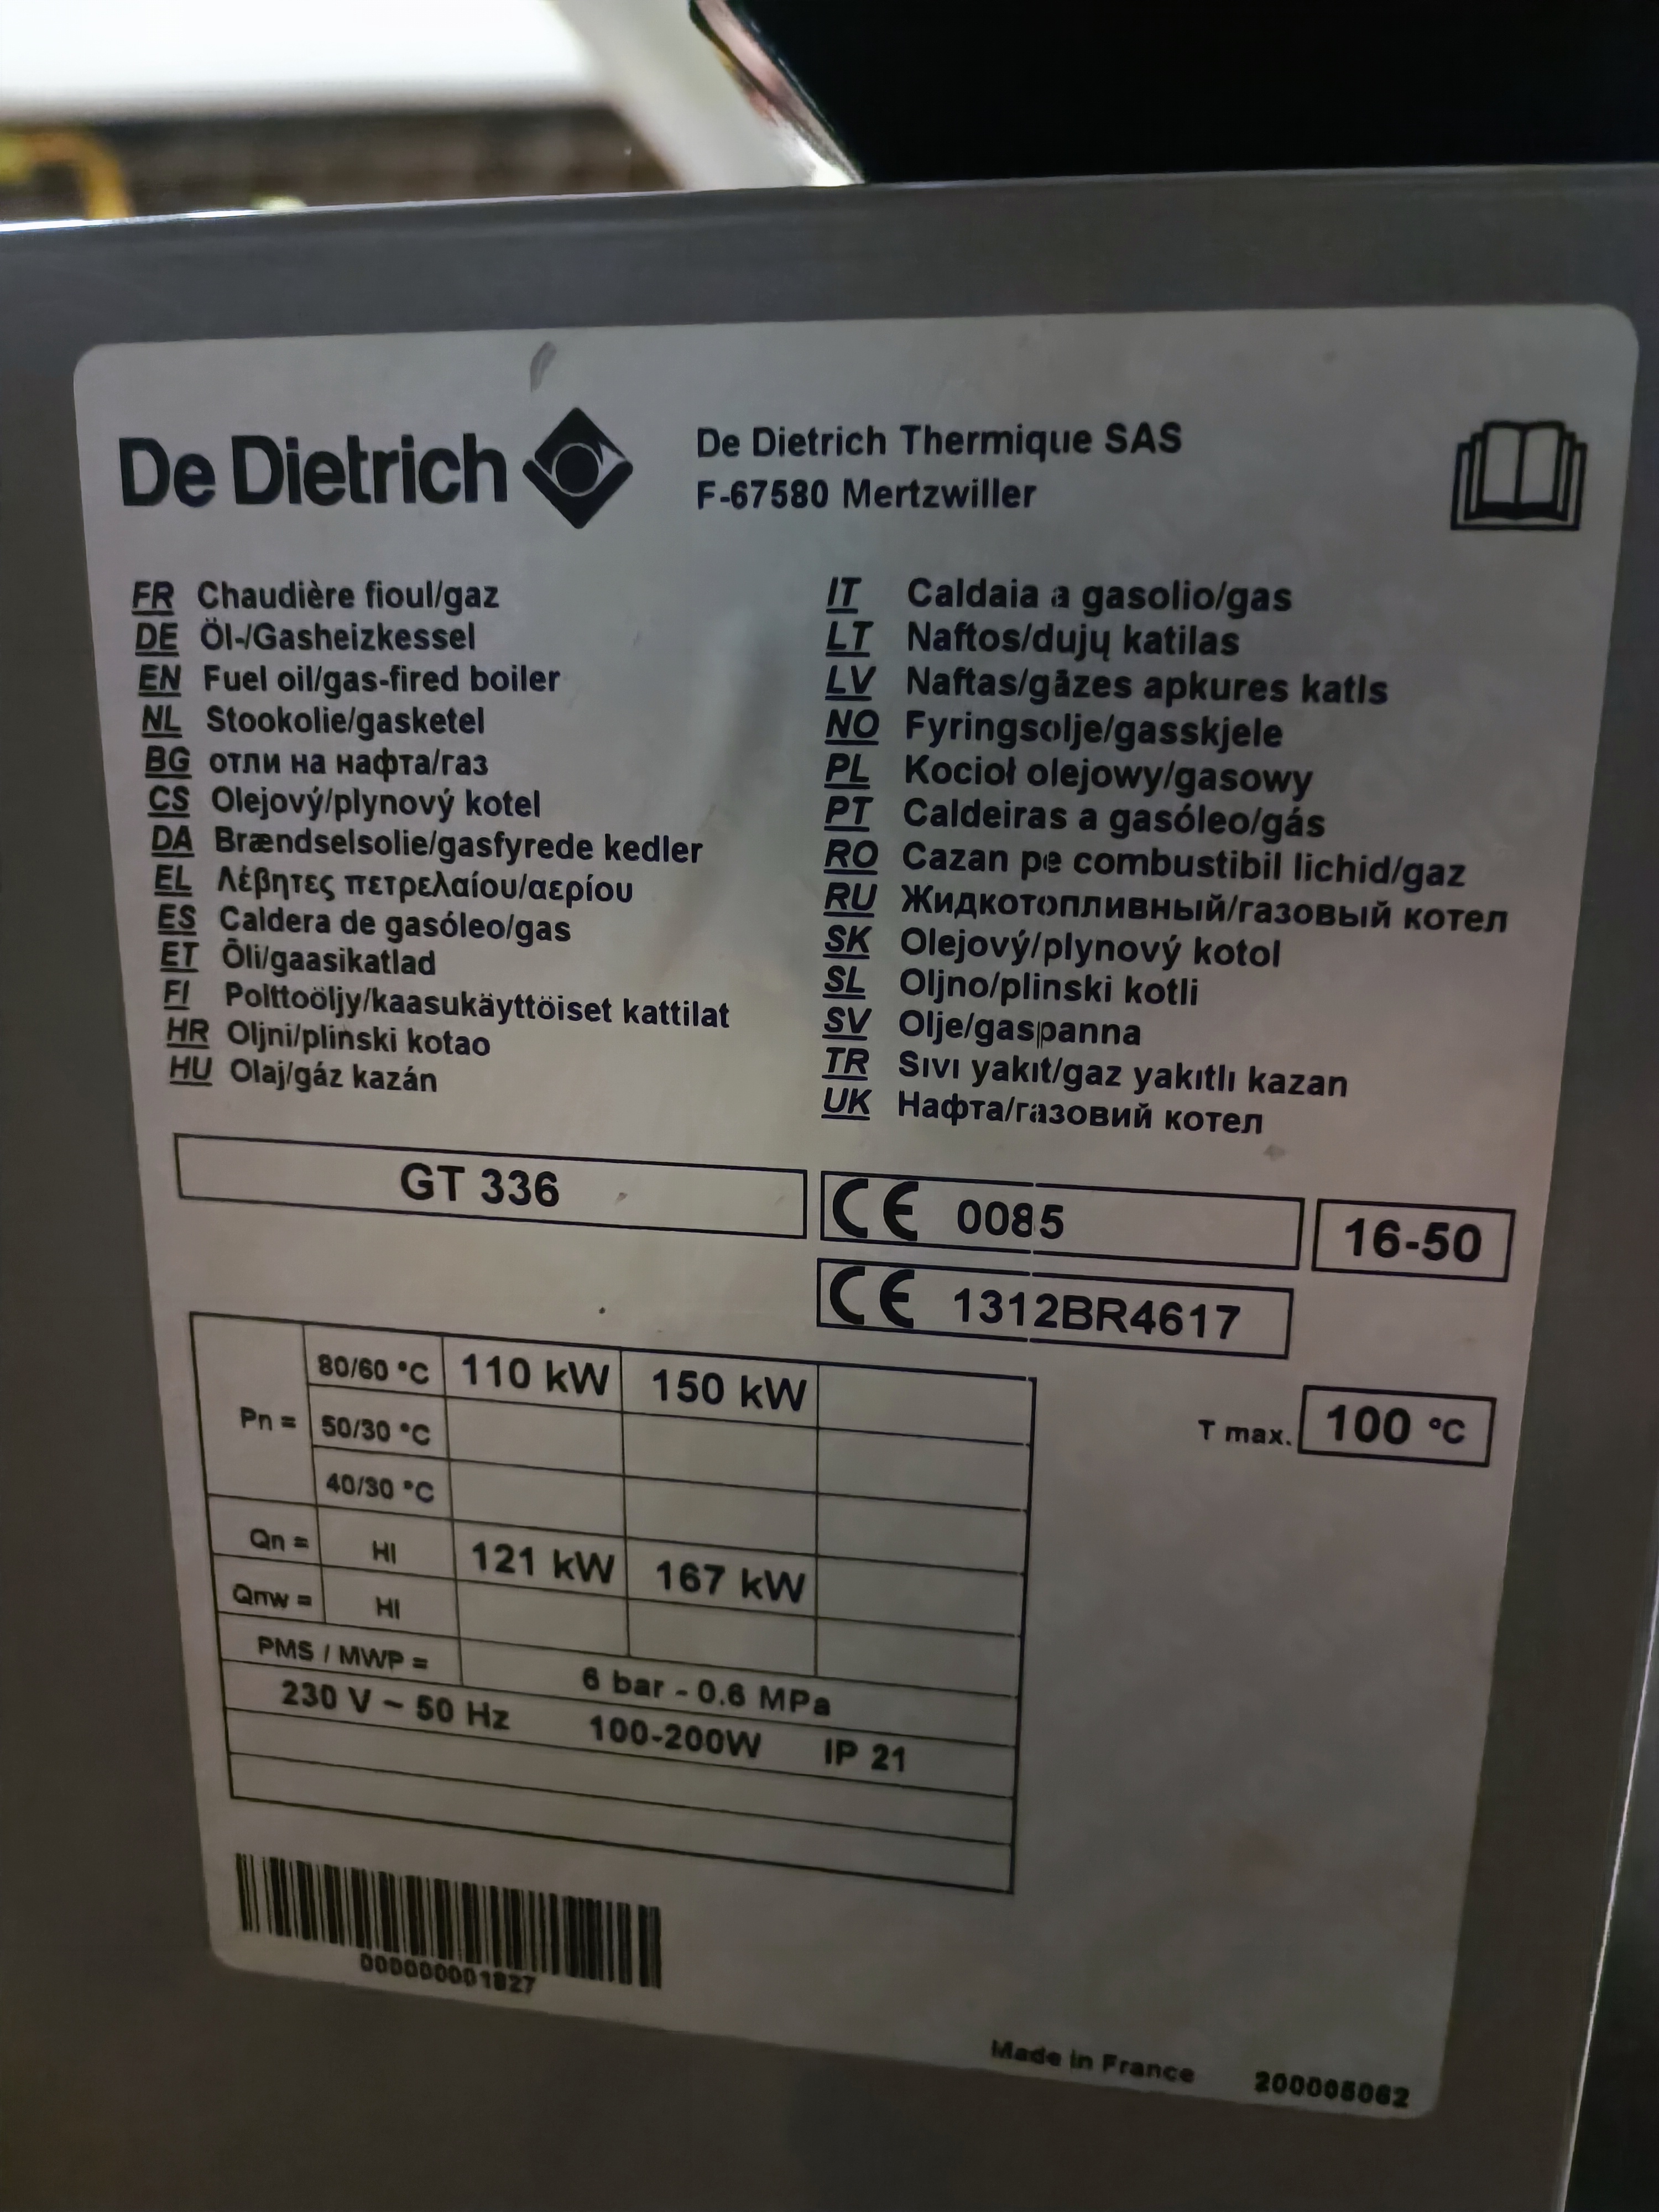 De Dietrich
De Dietrich Thermique SAS
F-67580 Mertzwiller
FR Chaudière fioul/gaz
DE Öl-/Gasheizkessel
EN Fuel oil/gas-fired boiler
NL Stookolie/gasketel
BG отли на нафта/газ
CS Olejový/plynový kotel
DA Brændselsolie/gasfyrede kedler
EL Λέβητες πετρελαίου/αερίου
ES Caldera de gasóleo/gas
ET Õli/gaasikatlad
FI Polttoöljy/kaasukäyttöiset kattilat
HR Oljni/plinski kotao
HU Olaj/gáz kazán
IT Caldaia a gasolio/gas
LT Naftos/dujų katilas
LV Naftas/gāzes apkures katls
NO Fyringsolje/gasskjele
PL Kocioł olejowy/gasowy
PT Caldeiras a gasóleo/gás
RO Cazan pe combustibil lichid/gaz
RU Жидкотопливный/газовый котел
SK Olejový/plynový kotol
SL Oljno/plinski kotli
SV Olje/gaspanna
TR Sıvı yakıt/gaz yakıtlı kazan
UK Нафта/газовий котел
GT 336
CE 0085
16-50
CE 1312BR4617
Pn = 80/60 °C 110 kW 150 kW
50/30 °C
40/30 °C
T max. 100 °C
Qn = HI 121 kW 167 kW
Qnw = HI
PMS / MWP = 6 bar - 0.6 MPa
230 V ~ 50 Hz 100-200W IP 21
000000001827
Made in France 200005062